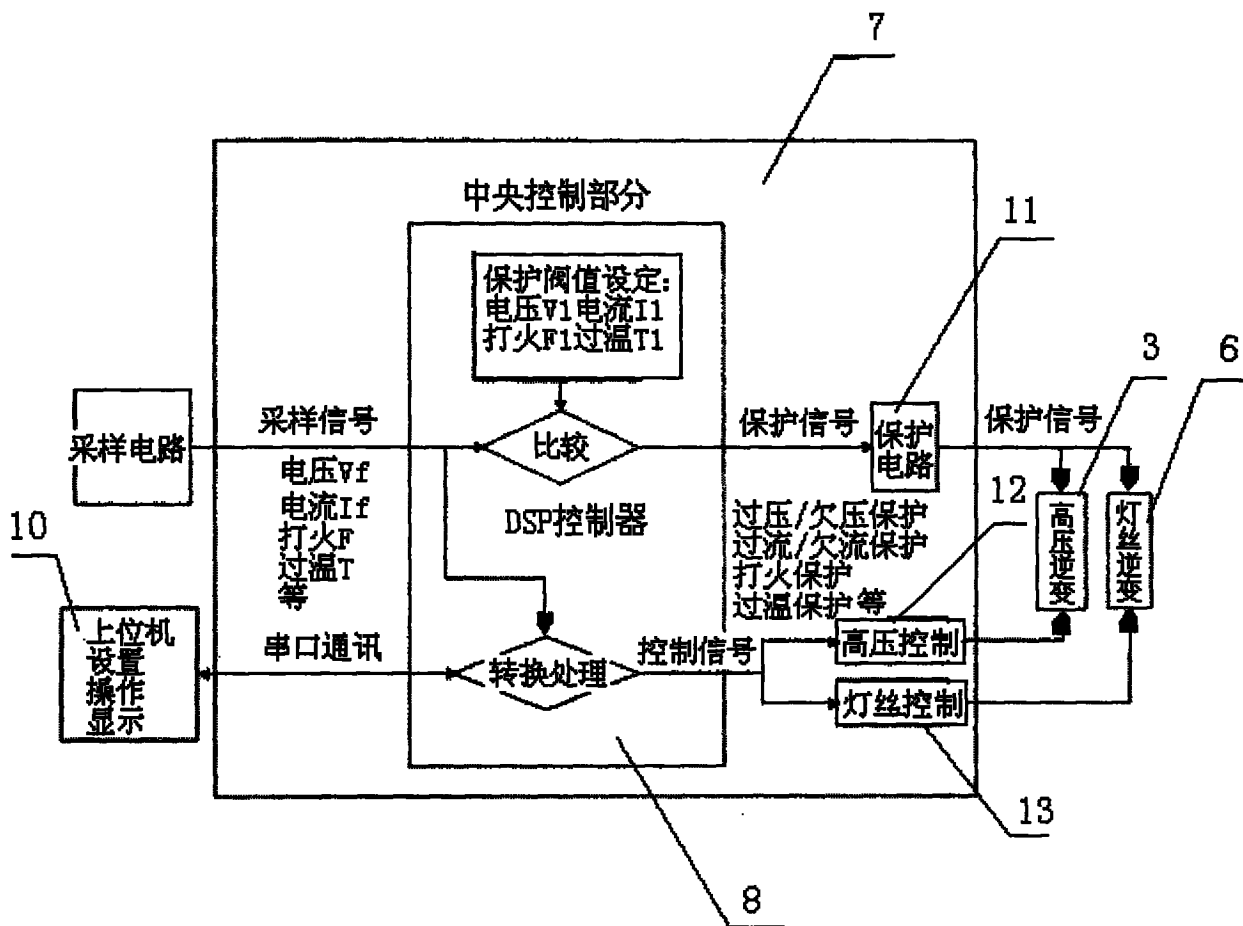 7
中央控制部分
11
保护阀值设定:
电压V1电流I1
打火F1过温T1
3
6
采样电路
采样信号
比较
保护信号
保护电路
保护信号
电压Vf
电流If
打火F
过温T
等
DSP控制器
过压/欠压保护
过流/欠流保护
打火保护
过温保护等
12
高压逆变
灯丝逆变
10
上位机
设置
操作
显示
串口通讯
转换处理
控制信号
高压控制
灯丝控制
13
8